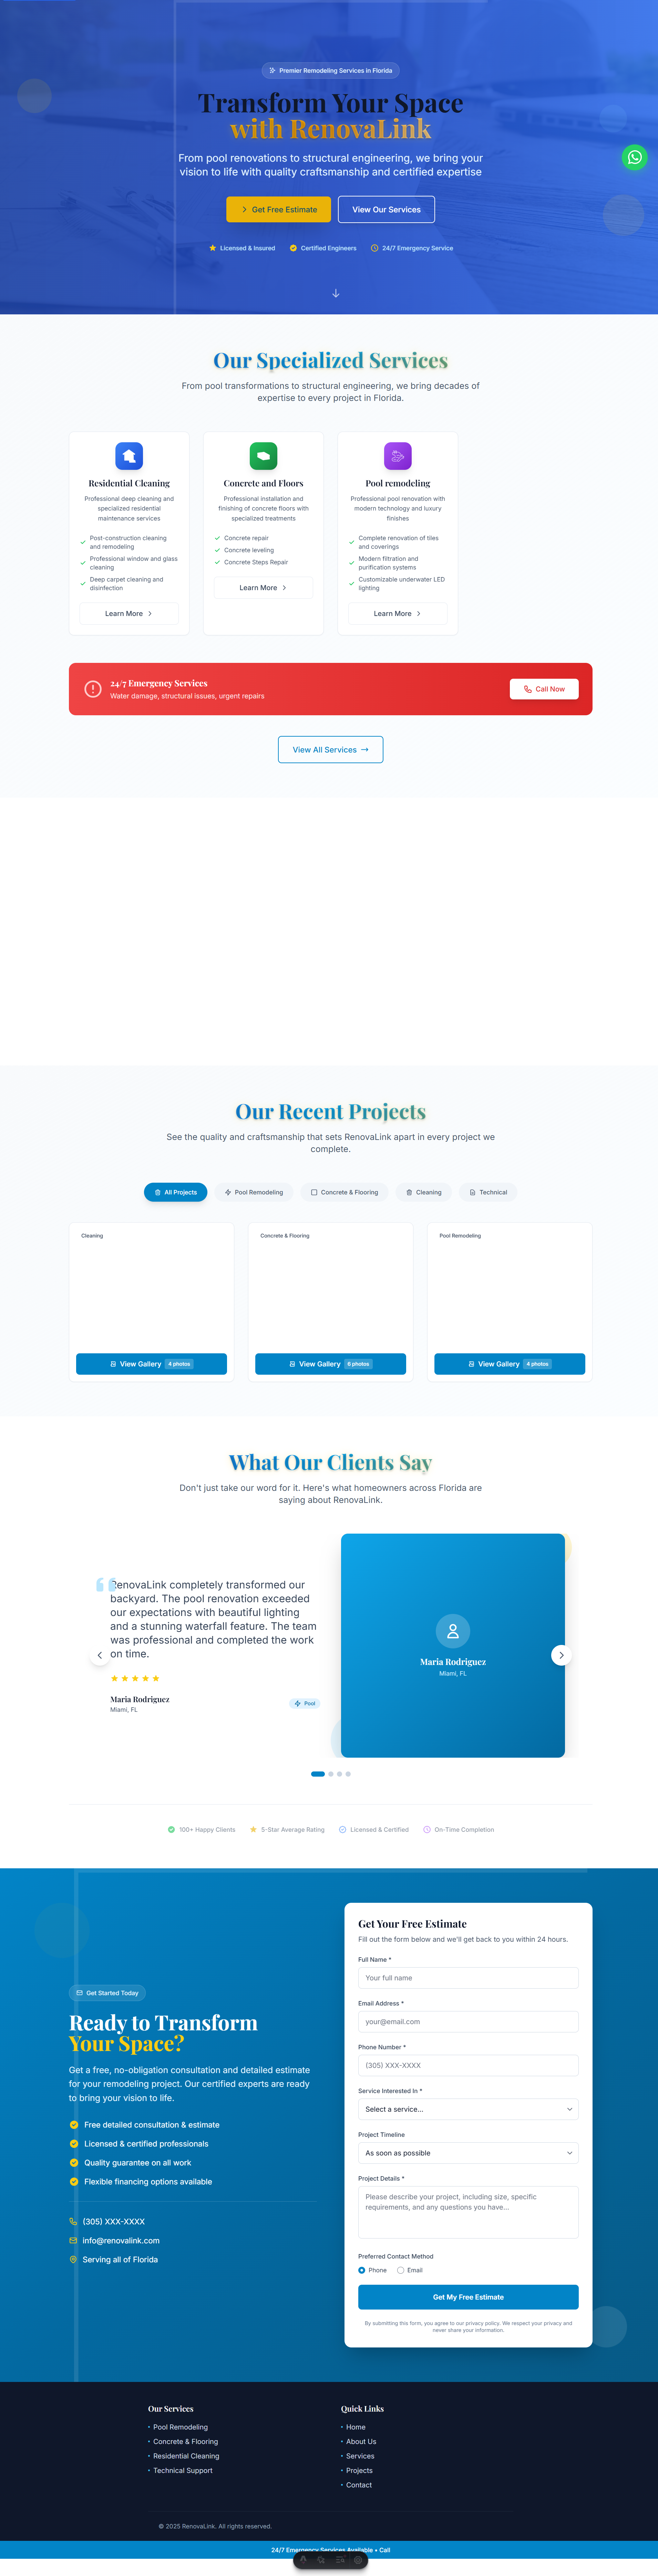 Premier Remodeling Services in Florida
Transform Your Space
with RenovaLink
From pool renovations to structural engineering, we bring your
vision to life with quality craftsmanship and certified expertise
Get Free Estimate
View Our Services
Licensed & Insured
Certified Engineers
24/7 Emergency Service
Our Specialized Services
From pool transformations to structural engineering, we bring decades of
expertise to every project in Florida.
Residential Cleaning
Professional deep cleaning and
specialized residential
maintenance services
Post-construction cleaning
and remodeling
Professional window and glass
cleaning
Deep carpet cleaning and
disinfection
Learn More
Concrete and Floors
Professional installation and
finishing of concrete floors with
specialized treatments
Concrete repair
Concrete leveling
Concrete Steps Repair
Learn More
Pool remodeling
Professional pool renovation with
modern technology and luxury
finishes
Complete renovation of tiles
and coverings
Modern filtration and
purification systems
Customizable underwater LED
lighting
Learn More
24/7 Emergency Services
Water damage, structural issues, urgent repairs
Call Now
View All Services
Our Recent Projects
See the quality and craftsmanship that sets RenovaLink apart in every project we
complete.
All Projects
Pool Remodeling
Concrete & Flooring
Cleaning
Technical
Cleaning
View Gallery 4 photos
Concrete & Flooring
View Gallery 6 photos
Pool Remodeling
View Gallery 4 photos
What Our Clients Say
Don't just take our word for it. Here's what homeowners across Florida are
saying about RenovaLink.
RenovaLink completely transformed our
backyard. The pool renovation exceeded
our expectations with beautiful lighting
and a stunning waterfall feature. The team
was professional and completed the work
on time.
Maria Rodriguez
Miami, FL
Pool
Maria Rodriguez
Miami, FL
100+ Happy Clients
5-Star Average Rating
Licensed & Certified
On-Time Completion
Get Started Today
Ready to Transform
Your Space?
Get a free, no-obligation consultation and detailed estimate
for your remodeling project. Our certified experts are ready
to bring your vision to life.
Free detailed consultation & estimate
Licensed & certified professionals
Quality guarantee on all work
Flexible financing options available
(305) XXX-XXXX
info@renovalink.com
Serving all of Florida
Get Your Free Estimate
Fill out the form below and we'll get back to you within 24 hours.
Full Name *
Your full name
Email Address *
your@email.com
Phone Number *
(305) XXX-XXXX
Service Interested In *
Select a service...
Project Timeline
As soon as possible
Project Details *
Please describe your project, including size, specific
requirements, and any questions you have...
Preferred Contact Method
Phone
Email
Get My Free Estimate
By submitting this form, you agree to our privacy policy. We respect your privacy and
never share your information.
Our Services
• Pool Remodeling
• Concrete & Flooring
• Residential Cleaning
• Technical Support
Quick Links
• Home
• About Us
• Services
• Projects
• Contact
© 2025 RenovaLink. All rights reserved.
24/7 Emergency Services Available • Call